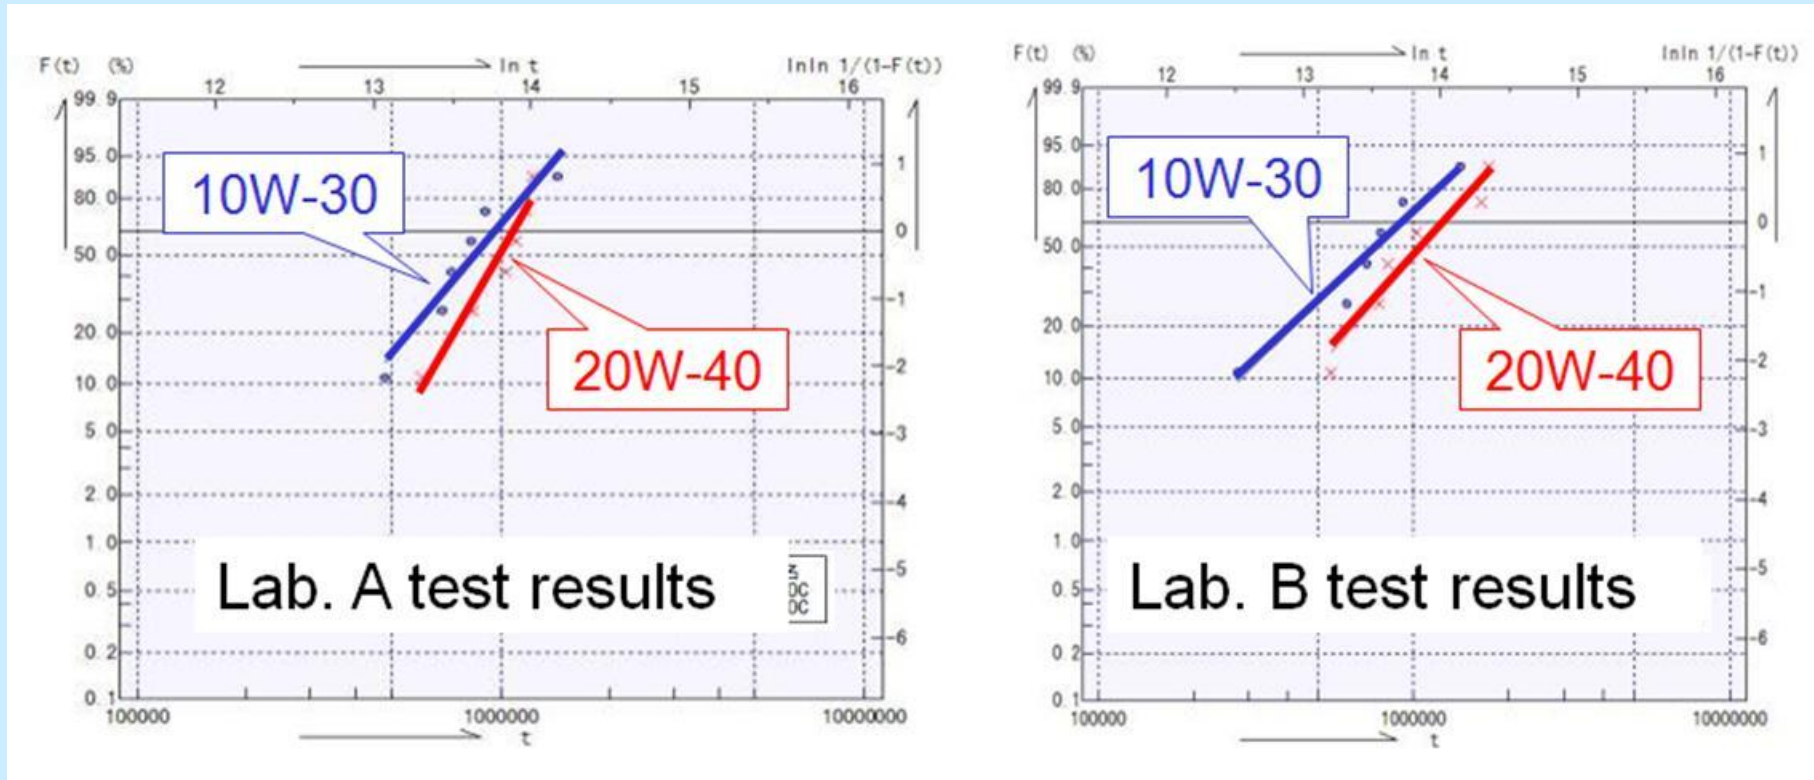 F(t) (%) ln t lnln 1/(1-F(t))
12 13 14 15 16
99.9
95.0
80.0
50.0
20.0
10.0
5.0
2.0
1.0
0.5
0.2
0.1
1
0
-1
-2
-3
-4
-5
-6
10W-30
20W-40
Lab. A test results
100000 1000000 10000000
t
F(t) (%) ln t lnln 1/(1-F(t))
12 13 14 15 16
99.9
95.0
80.0
50.0
20.0
10.0
5.0
2.0
1.0
0.5
0.2
0.1
1
0
-1
-2
-3
-4
-5
-6
10W-30
20W-40
Lab. B test results
100000 1000000 10000000
t